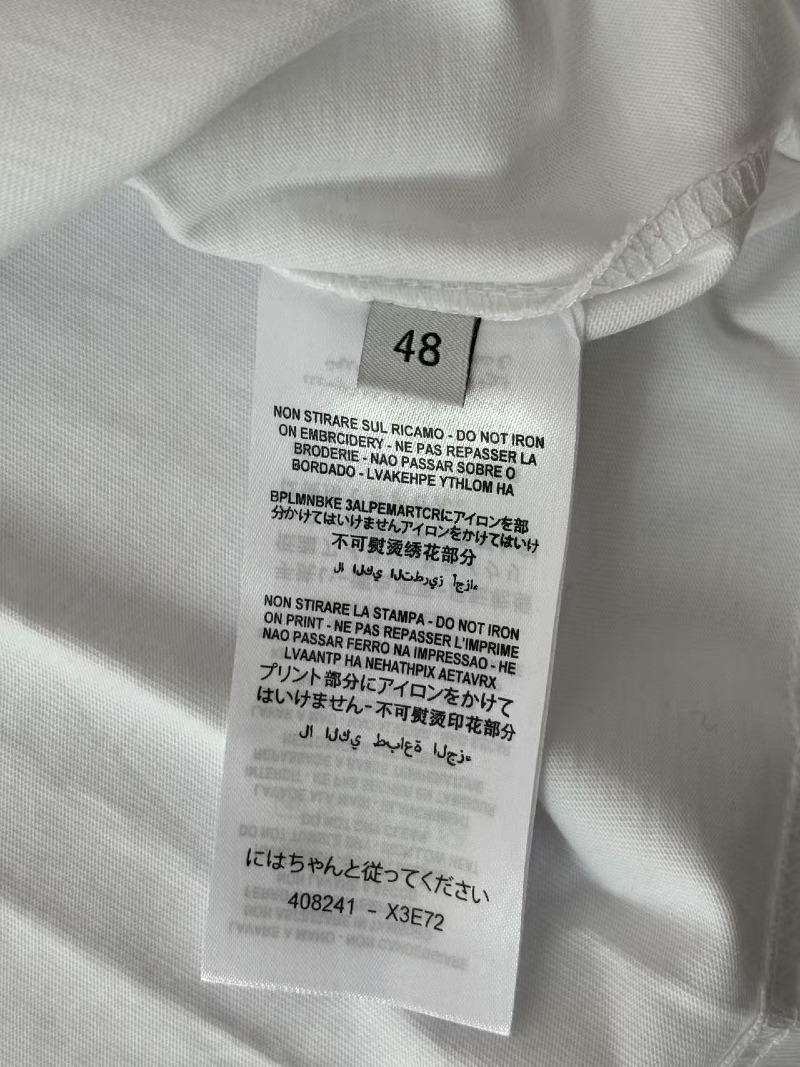 48
NON STIRARE SUL RICAMO - DO NOT IRON
ON EMBRCIDERY - NE PAS REPASSER LA
BRODERIE - NAO PASSAR SOBRE O
BORDADO - LVAKEHPE YTHLOM HA
BPLMNBKE 3ALPEMARTCRにアイロンを部
分かけてはいけませんアイロンをかけてはいけ
不可熨烫绣花部分
NON STIRARE LA STAMPA - DO NOT IRON
ON PRINT - NE PAS REPASSER L'IMPRIME
NAO PASSAR FERRO NA IMPRESSAO - HE
LVAANTP HA NEHATHPIX AETAVRX
プリント部分にアイロンをかけて
はいけません-不可熨烫印花部分
にはちゃんと従ってください
408241 - X3E72